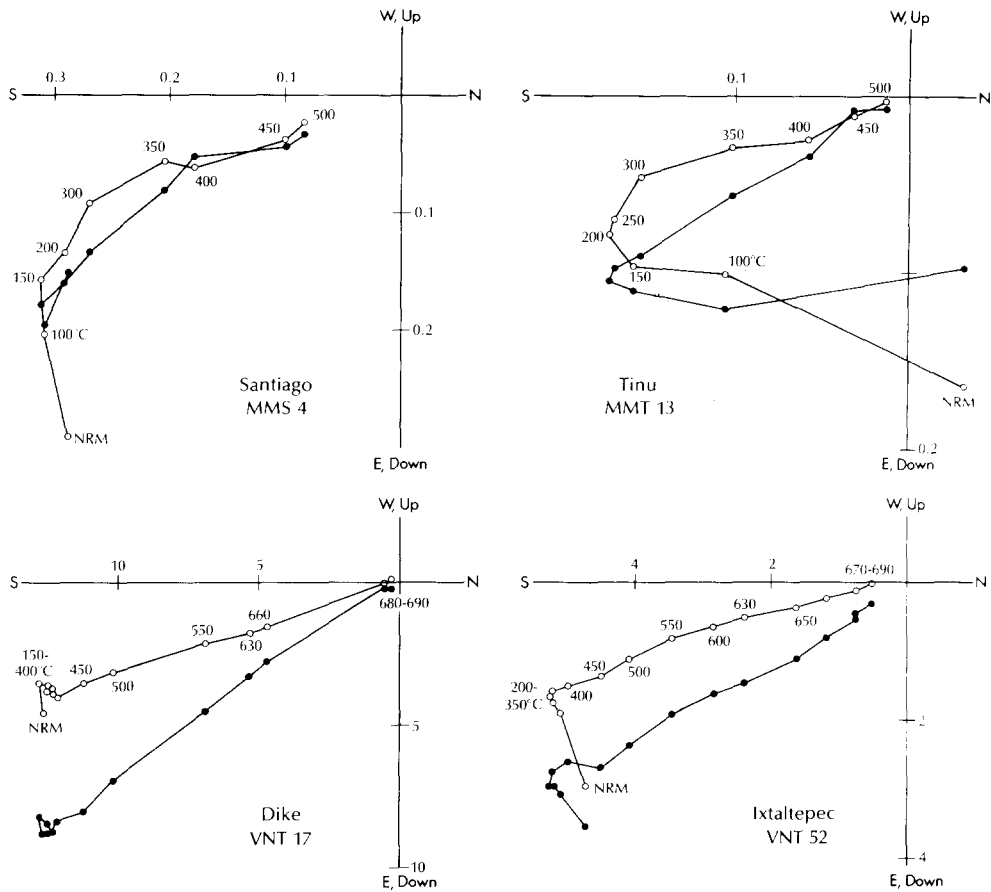 W, Up
S
0.3
0.2
0.1
N
500
450
400
350
300
200
150
100°C
NRM
0.1
0.2
Santiago
MMS 4
E, Down
W, Up
S
0.1
N
500
450
400
350
300
250
200
150
100°C
NRM
0.2
Tinu
MMT 13
E, Down
W, Up
S
10
5
N
680-690
660
630
550
500
450
150-
400°C
NRM
5
10
Dike
VNT 17
E, Down
W, Up
S
4
2
N
670-690
650
630
600
550
500
450
400
200-
350°C
NRM
2
4
Ixtaltepec
VNT 52
E, Down